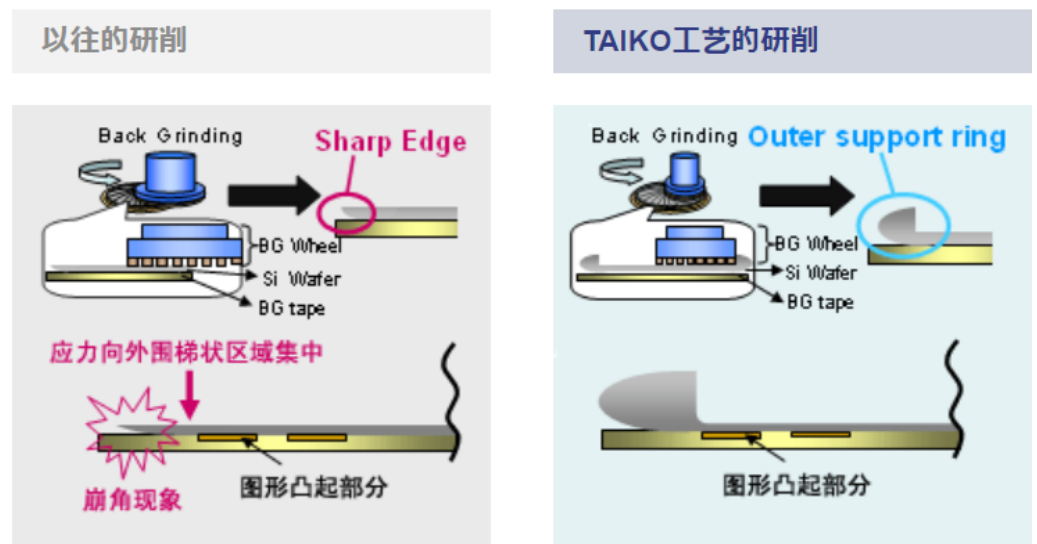 以往的研削
Back Grinding
Sharp Edge
BG Wheel
Si Wafer
BG tape
应力向外围梯状区域集中
崩角现象
图形凸起部分
TAIKO工艺的研削
Back Grinding
Outer support ring
BG Wheel
Si Wafer
BG tape
图形凸起部分